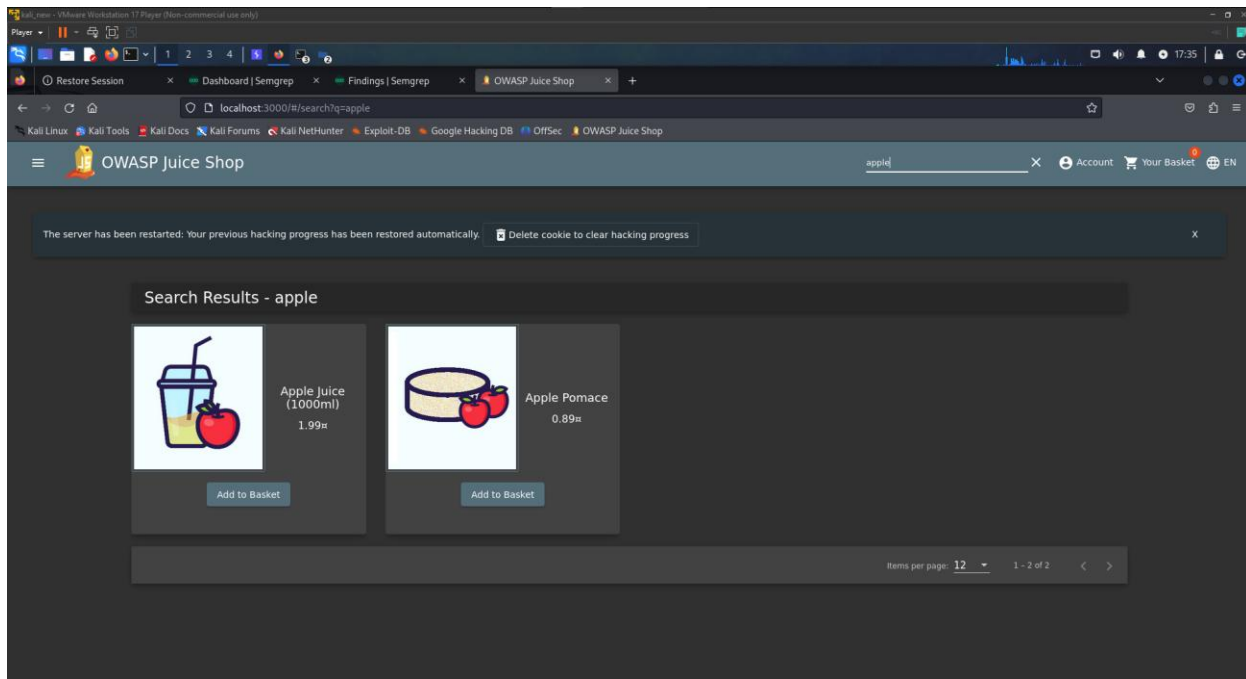 kali_new - VMware Workstation 17 Player (Non-commercial use only)
Player
1 2 3 4
17:35
Restore Session
Dashboard | Semgrep
Findings | Semgrep
OWASP Juice Shop
localhost:3000/#/search?q=apple
Kali Linux Kali Tools Kali Docs Kali Forums Kali NetHunter Exploit-DB Google Hacking DB OffSec OWASP Juice Shop
OWASP Juice Shop
apple
Account
Your Basket
0
EN
The server has been restarted: Your previous hacking progress has been restored automatically. Delete cookie to clear hacking progress X
Search Results - apple
Apple Juice
(1000ml)
1.99¤
Add to Basket
Apple Pomace
0.89¤
Add to Basket
Items per page: 12 1 - 2 of 2